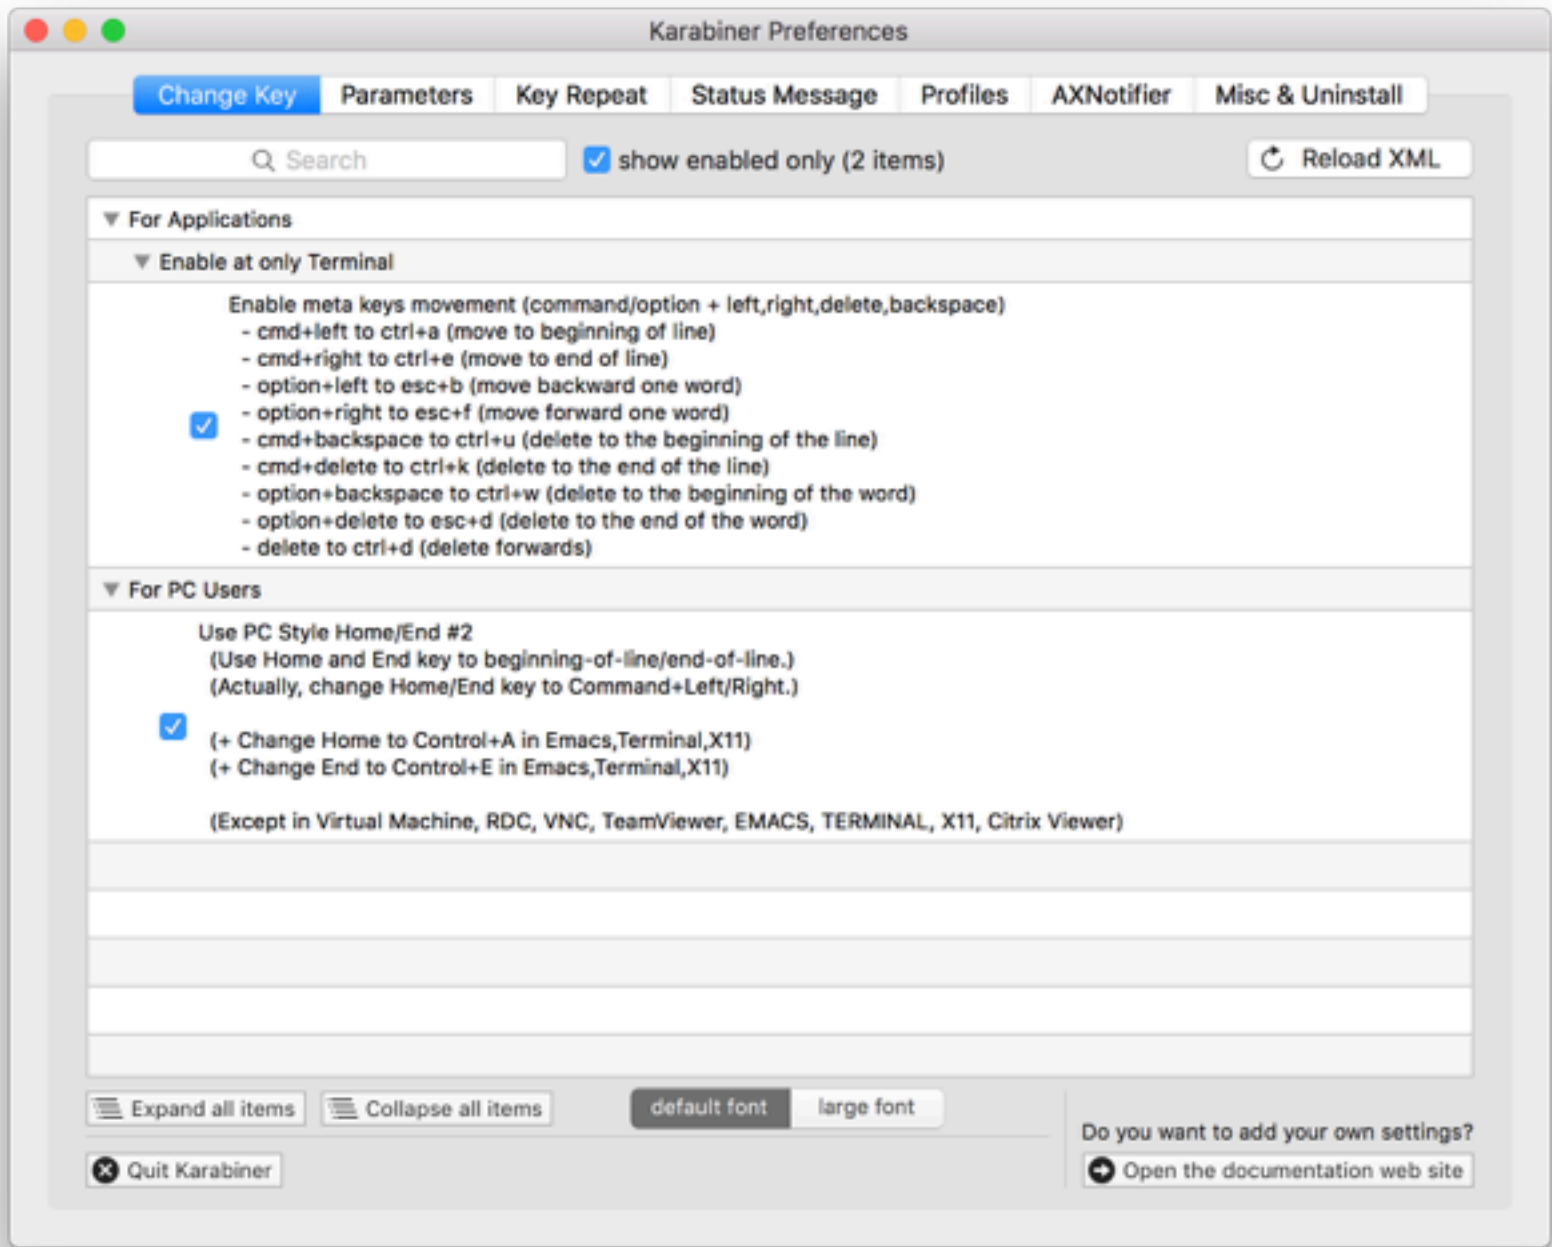 Karabiner Preferences
Change Key Parameters Key Repeat Status Message Profiles AXNotifier Misc & Uninstall
Search show enabled only (2 items) Reload XML
For Applications
Enable at only Terminal
Enable meta keys movement (command/option + left,right,delete,backspace)
- cmd+left to ctrl+a (move to beginning of line)
- cmd+right to ctrl+e (move to end of line)
- option+left to esc+b (move backward one word)
- option+right to esc+f (move forward one word)
- cmd+backspace to ctrl+u (delete to the beginning of the line)
- cmd+delete to ctrl+k (delete to the end of the line)
- option+backspace to ctrl+w (delete to the beginning of the word)
- option+delete to esc+d (delete to the end of the word)
- delete to ctrl+d (delete forwards)
For PC Users
Use PC Style Home/End #2
(Use Home and End key to beginning-of-line/end-of-line.)
(Actually, change Home/End key to Command+Left/Right.)
(+ Change Home to Control+A in Emacs,Terminal,X11)
(+ Change End to Control+E in Emacs,Terminal,X11)
(Except in Virtual Machine, RDC, VNC, TeamViewer, EMACS, TERMINAL, X11, Citrix Viewer)
Expand all items Collapse all items default font large font
Do you want to add your own settings?
Quit Karabiner Open the documentation web site